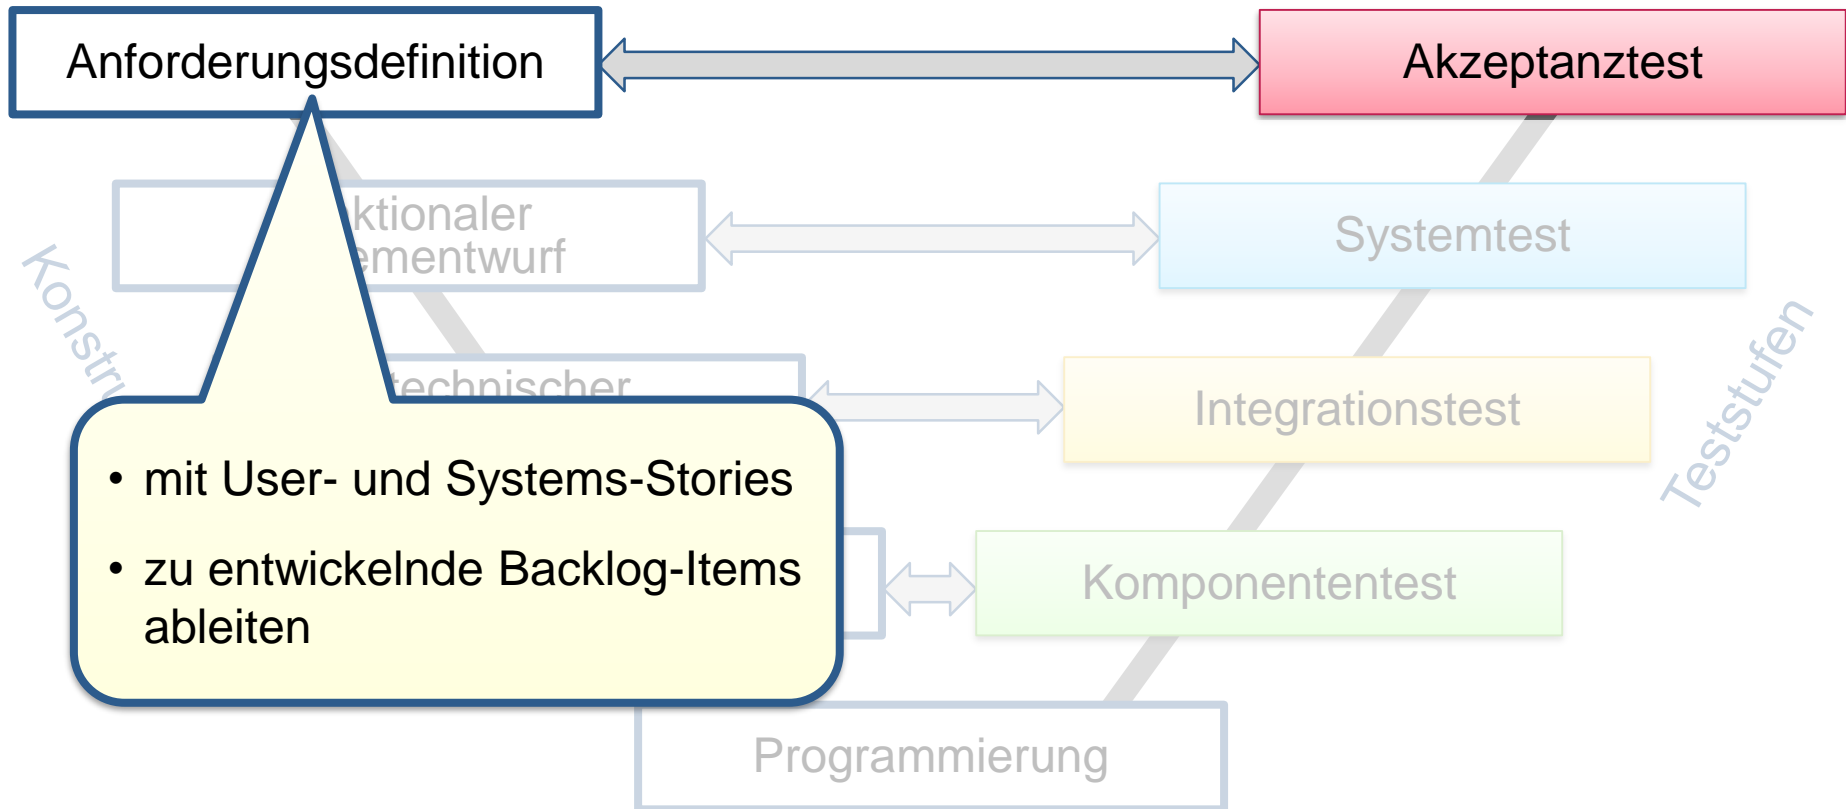 Anforderungsdefinition
Akzeptanztest
ktionaler
ementwurf
Systemtest
Konstru
technischer
Integrationstest
Teststufen
• mit User- und Systems-Stories
• zu entwickelnde Backlog-Items
ableiten
Komponententest
Programmierung